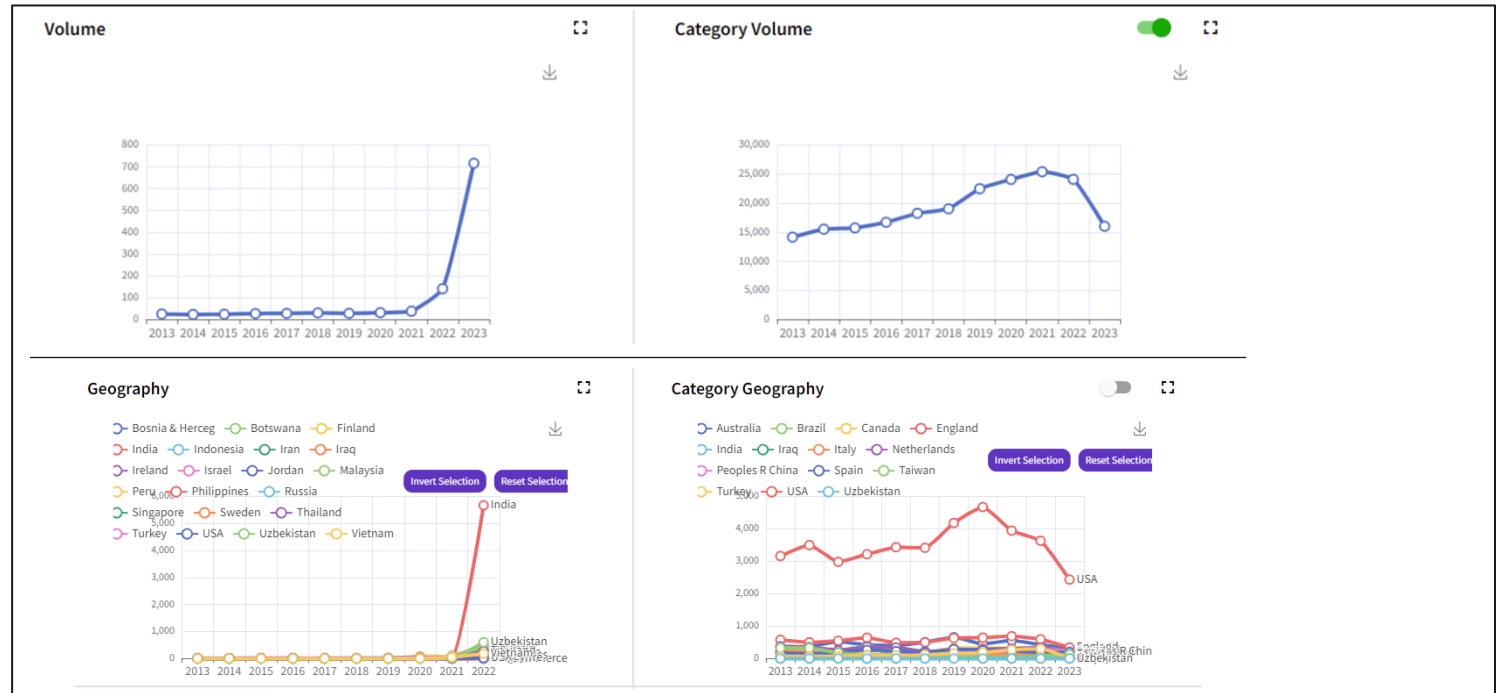 Volume
Category Volume
800
700
600
500
400
300
200
100
0
2013 2014 2015 2016 2017 2018 2019 2020 2021 2022 2023
30,000
25,000
20,000
15,000
10,000
5,000
0
2013 2014 2015 2016 2017 2018 2019 2020 2021 2022 2023
Geography
Bosnia & Herceg Botswana Finland
India Indonesia Iran Iraq
Ireland Israel Jordan Malaysia
Invert Selection Reset Selection
Peru Philippines Russia
Singapore Sweden Thailand
Turkey USA Uzbekistan Vietnam
6,000
5,000
4,000
3,000
2,000
1,000
0
India
Uzbekistan
2013 2014 2015 2016 2017 2018 2019 2020 2021 2022
Category Geography
Australia Brazil Canada England
India Iraq Italy Netherlands
Invert Selection Reset Selection
Peoples R China Spain Taiwan
Turkey USA Uzbekistan
5,000
4,000
3,000
2,000
1,000
0
USA
England
Uzbekistan
2013 2014 2015 2016 2017 2018 2019 2020 2021 2022 2023